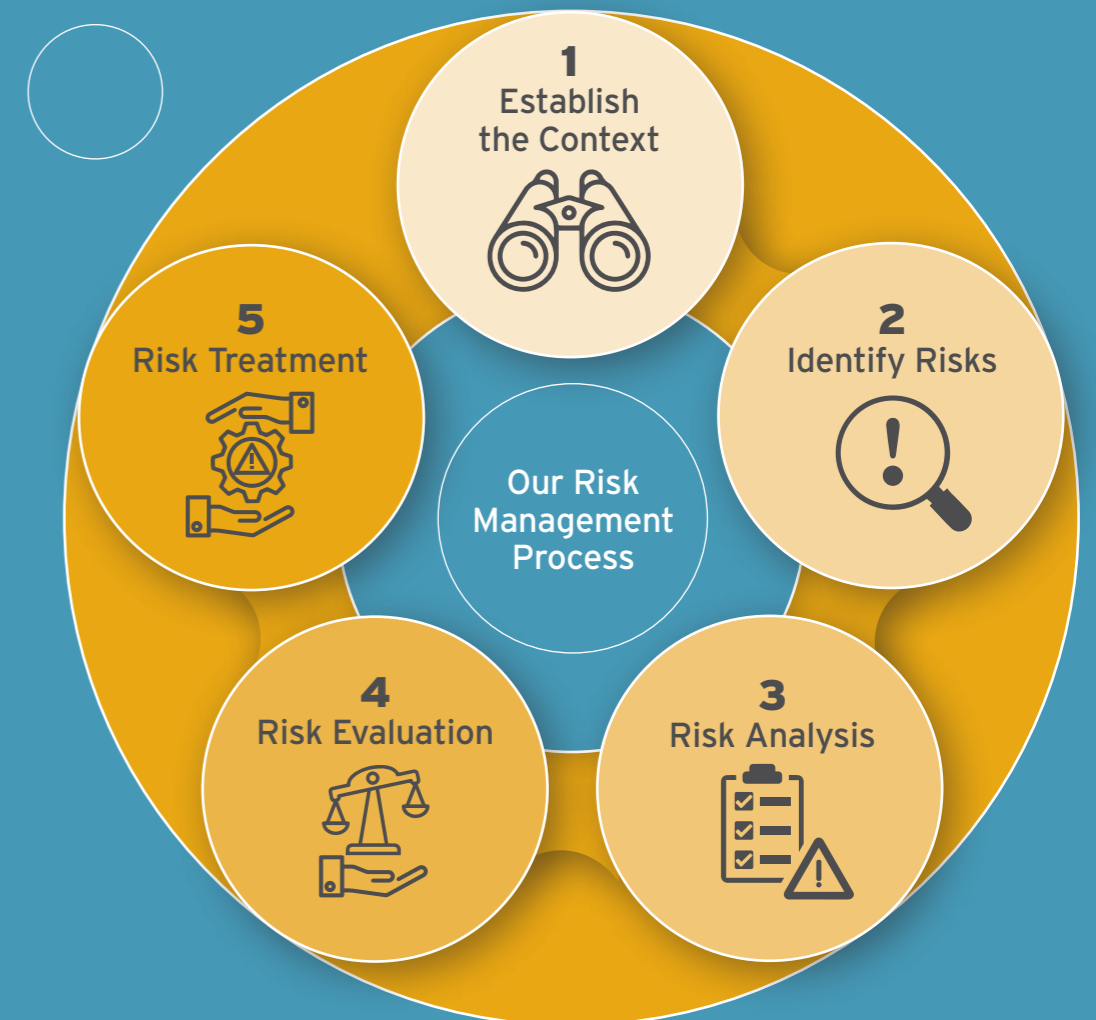 1
Establish
the Context
2
Identify Risks
3
Risk Analysis
4
Risk Evaluation
5
Risk Treatment
Our Risk
Management
Process